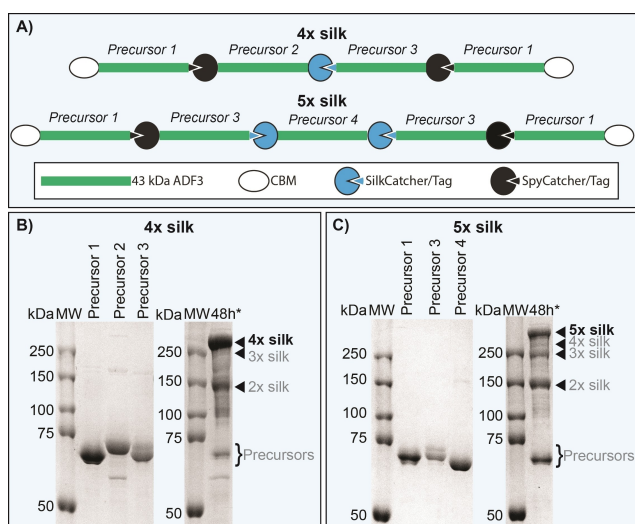 A)
4x silk
Precursor 1 Precursor 2 Precursor 3 Precursor 1
5x silk
Precursor 1 Precursor 3 Precursor 4 Precursor 3 Precursor 1
43 kDa ADF3 CBM SilkCatcher/Tag SpyCatcher/Tag
B) 4x silk
Precursor 1
Precursor 2
Precursor 3
kDa MW MW 48h*
250 250
150 150
100 100
75 75
50 50
4x silk
3x silk
2x silk
Precursors
C) 5x silk
Precursor 1
Precursor 3
Precursor 4
kDa MW MW 48h*
250 250
150 150
100 100
75 75
50 50
5x silk
4x silk
3x silk
2x silk
Precursors